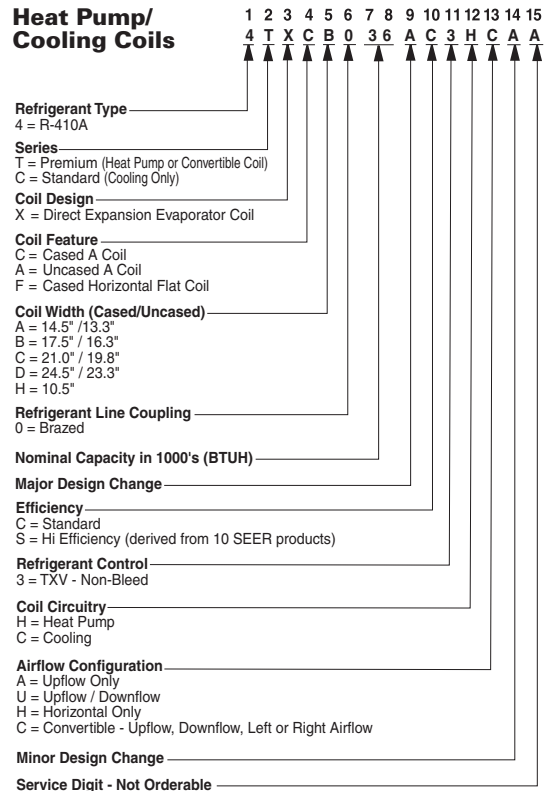 Heat Pump/
Cooling Coils
1 2 3 4 5 6 7 8 9 10 11 12 13 14 15
4 T X C B 0 3 6 A C 3 H C A A
Refrigerant Type
4 = R-410A
Series
T = Premium (Heat Pump or Convertible Coil)
C = Standard (Cooling Only)
Coil Design
X = Direct Expansion Evaporator Coil
Coil Feature
C = Cased A Coil
A = Uncased A Coil
F = Cased Horizontal Flat Coil
Coil Width (Cased/Uncased)
A = 14.5" /13.3"
B = 17.5" / 16.3"
C = 21.0" / 19.8"
D = 24.5" / 23.3"
H = 10.5"
Refrigerant Line Coupling
0 = Brazed
Nominal Capacity in 1000's (BTUH)
Major Design Change
Efficiency
C = Standard
S = Hi Efficiency (derived from 10 SEER products)
Refrigerant Control
3 = TXV - Non-Bleed
Coil Circuitry
H = Heat Pump
C = Cooling
Airflow Configuration
A = Upflow Only
U = Upflow / Downflow
H = Horizontal Only
C = Convertible - Upflow, Downflow, Left or Right Airflow
Minor Design Change
Service Digit - Not Orderable